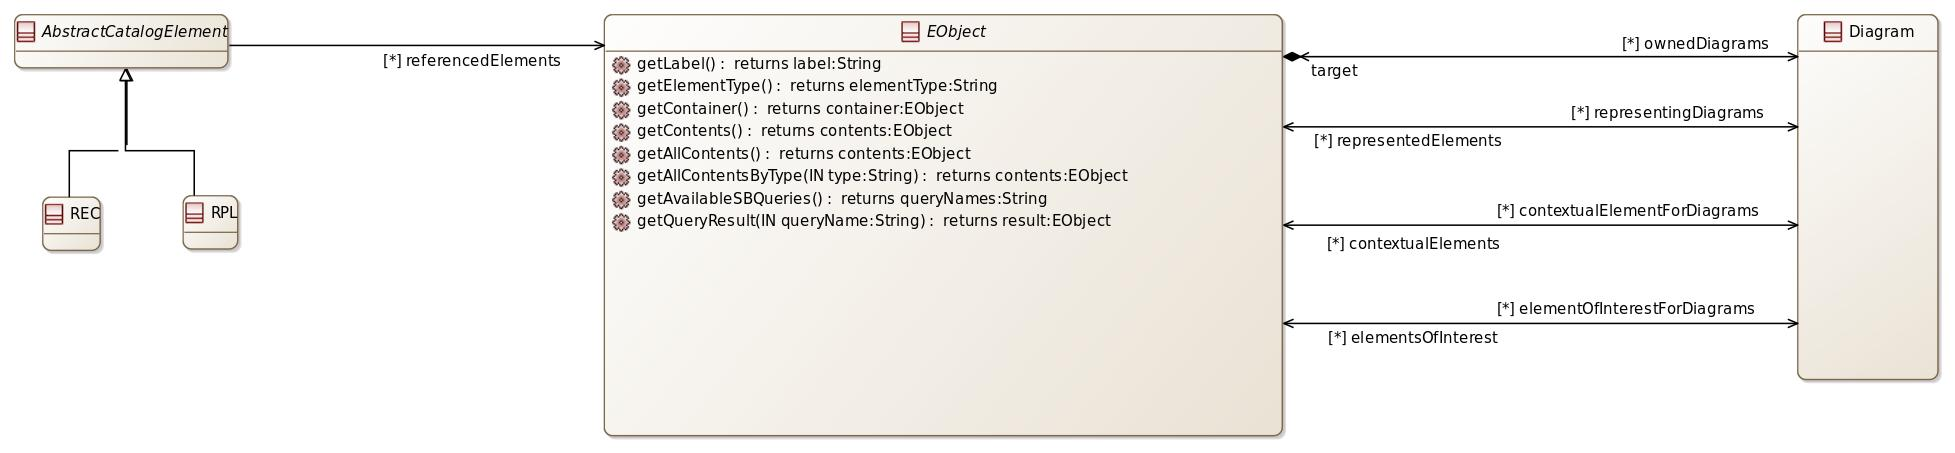 AbstractCatalogElement
[*] referencedElements
REC
RPL
EObject
getLabel() :  returns label:String
getElementType() :  returns elementType:String
getContainer() :  returns container:EObject
getContents() :  returns contents:EObject
getAllContents() :  returns contents:EObject
getAllContentsByType(IN type:String) :  returns contents:EObject
getAvailableSBQueries() :  returns queryNames:String
getQueryResult(IN queryName:String) :  returns result:EObject
[*] ownedDiagrams
target
[*] representingDiagrams
[*] representedElements
[*] contextualElementForDiagrams
[*] contextualElements
[*] elementOfInterestForDiagrams
[*] elementsOfInterest
Diagram